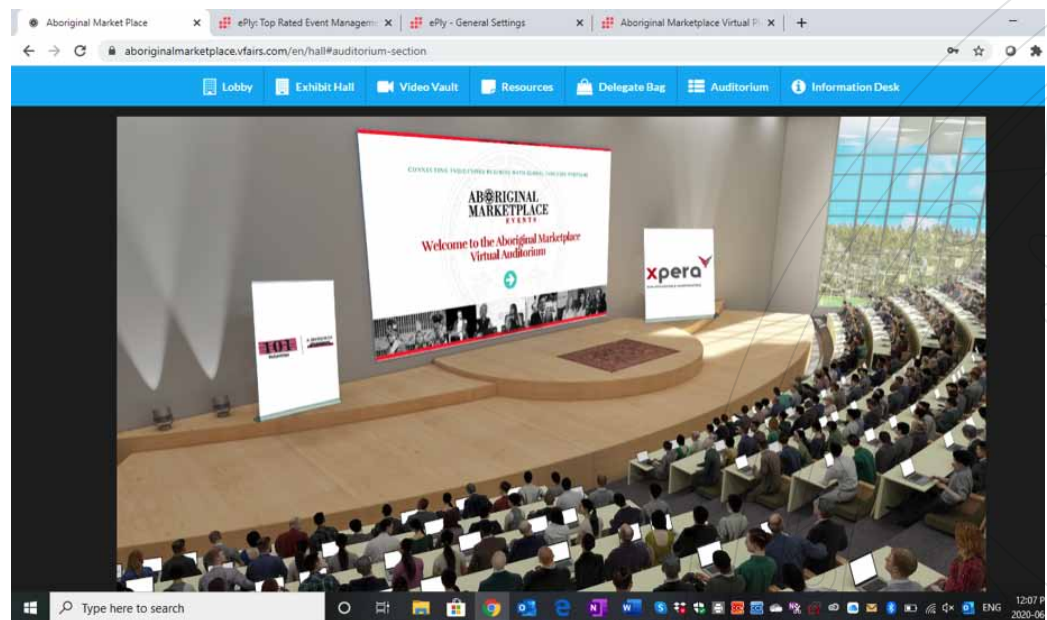 Aboriginal Market Place
ePly: Top Rated Event Manageme
ePly - General Settings
Aboriginal Marketplace Virtual Pl
aboriginalmarketplace.vfairs.com/en/hall#auditorium-section
Lobby
Exhibit Hall
Video Vault
Resources
Delegate Bag
Auditorium
Information Desk
ABORIGINAL
MARKETPLACE
EVENTS
Welcome to the Aboriginal Marketplace
Virtual Auditorium
xpera
Type here to search
ENG
12:07 P
2020-06